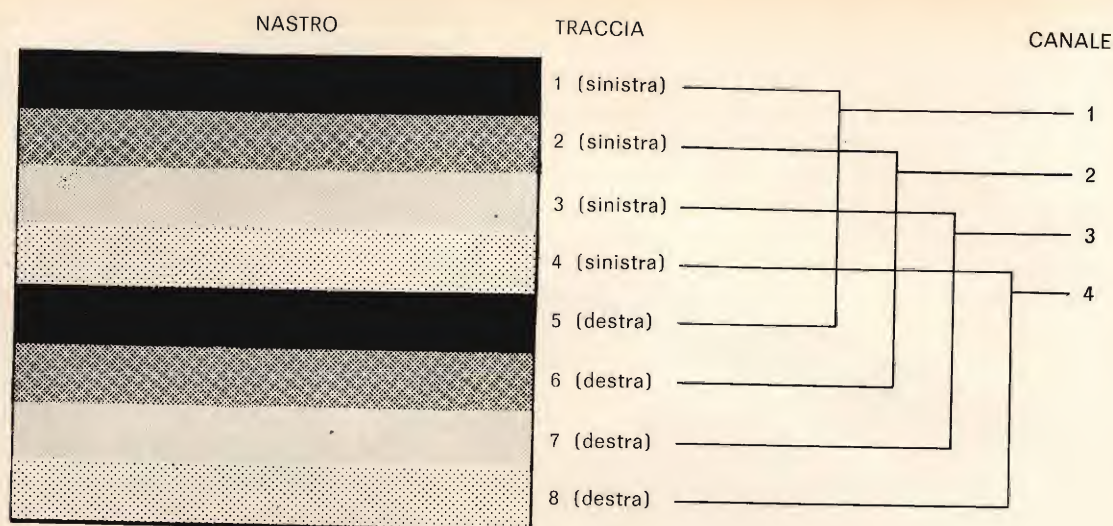 NASTRO
TRACCIA
CANALE
1 (sinistra)
2 (sinistra)
3 (sinistra)
4 (sinistra)
5 (destra)
6 (destra)
7 (destra)
8 (destra)
1
2
3
4